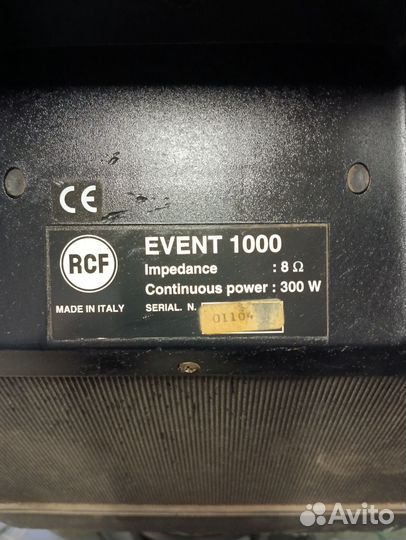 CE
RCF
EVENT 1000
Impedance : 8 Ω
Continuous power : 300 W
MADE IN ITALY
SERIAL. N. 01104
Avito